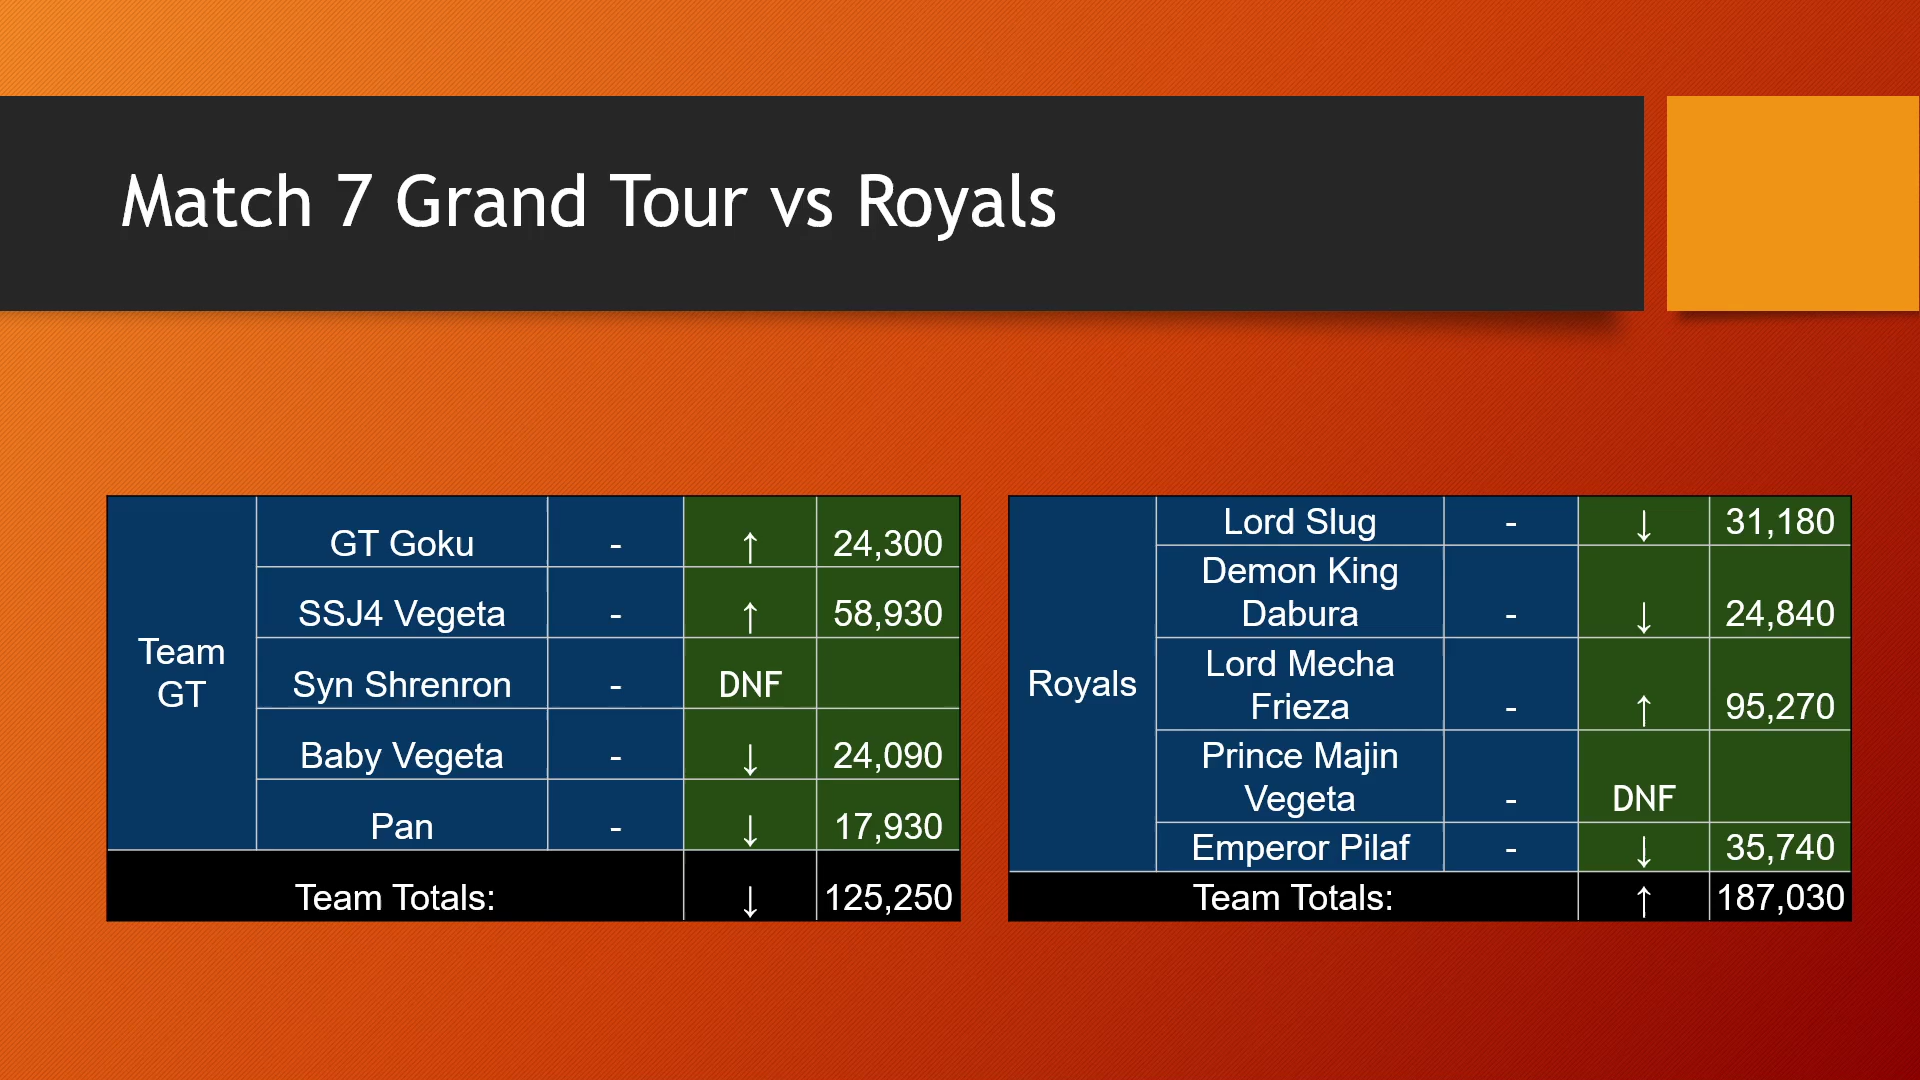 Match 7 Grand Tour vs Royals
Team
GT
GT Goku - ↑ 24,300
SSJ4 Vegeta - ↑ 58,930
Syn Shrenron - DNF
Baby Vegeta - ↓ 24,090
Pan - ↓ 17,930
Team Totals: ↓ 125,250
Royals
Lord Slug - ↓ 31,180
Demon King
Dabura - ↓ 24,840
Lord Mecha
Frieza - ↑ 95,270
Prince Majin
Vegeta - DNF
Emperor Pilaf - ↓ 35,740
Team Totals: ↑ 187,030